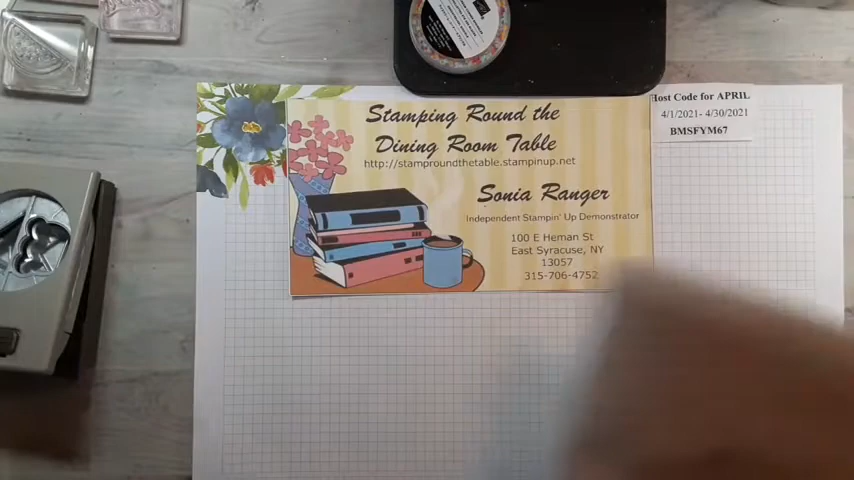 Host Code for APRIL
4/1/2021- 4/30/2021
BMSFYM67
Stamping Round the
Dining Room Table
http://stamproundthetable.stampinup.net
Sonia Ranger
Independent Stampin' Up Demonstrator
100 E Heman St
East Syracuse, NY
13057
315-706-4752